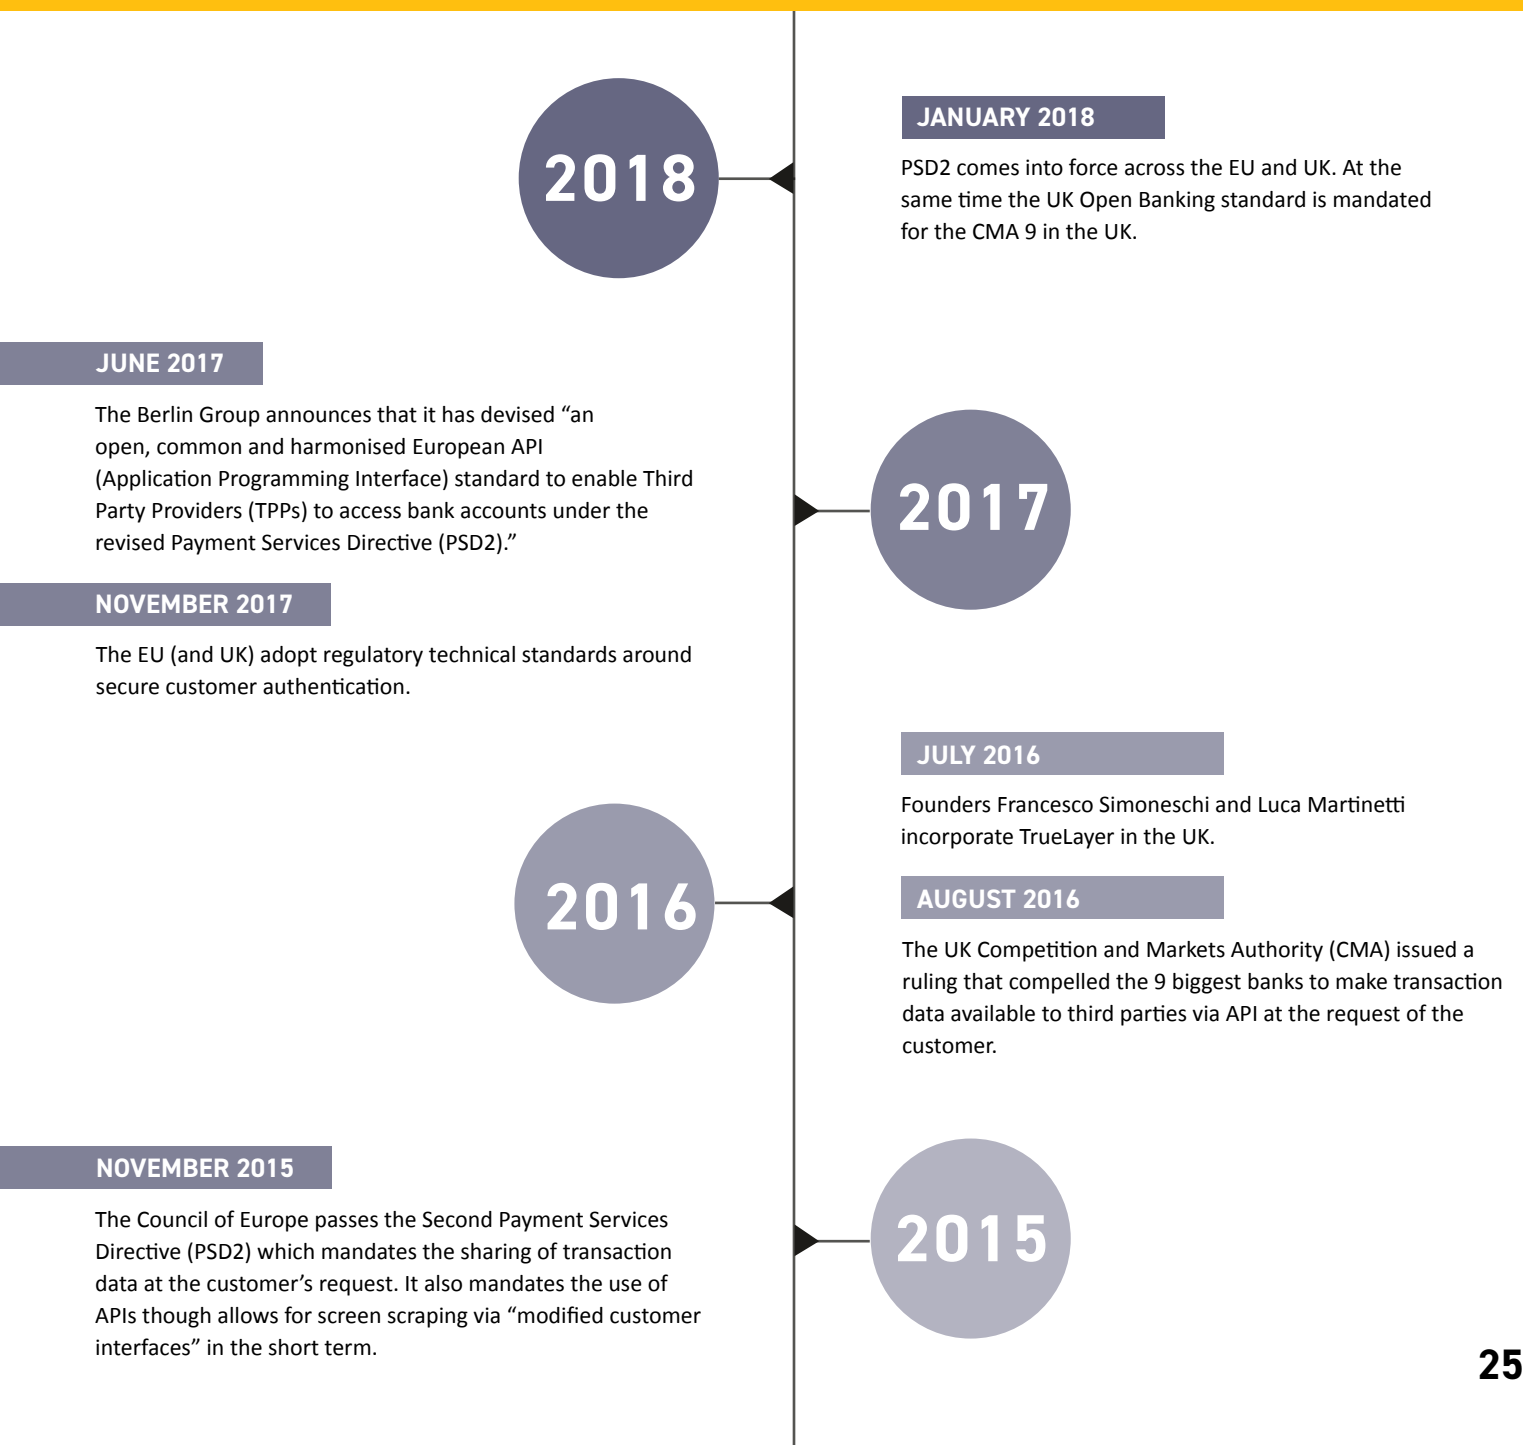 2018
JANUARY 2018
PSD2 comes into force across the EU and UK. At the
same time the UK Open Banking standard is mandated
for the CMA 9 in the UK.
JUNE 2017
The Berlin Group announces that it has devised “an
open, common and harmonised European API
(Application Programming Interface) standard to enable Third
Party Providers (TPPs) to access bank accounts under the
revised Payment Services Directive (PSD2).”
2017
NOVEMBER 2017
The EU (and UK) adopt regulatory technical standards around
secure customer authentication.
2016
JULY 2016
Founders Francesco Simoneschi and Luca Martinetti
incorporate TrueLayer in the UK.
AUGUST 2016
The UK Competition and Markets Authority (CMA) issued a
ruling that compelled the 9 biggest banks to make transaction
data available to third parties via API at the request of the
customer.
NOVEMBER 2015
The Council of Europe passes the Second Payment Services
Directive (PSD2) which mandates the sharing of transaction
data at the customer’s request. It also mandates the use of
APIs though allows for screen scraping via “modified customer
interfaces” in the short term.
2015
25